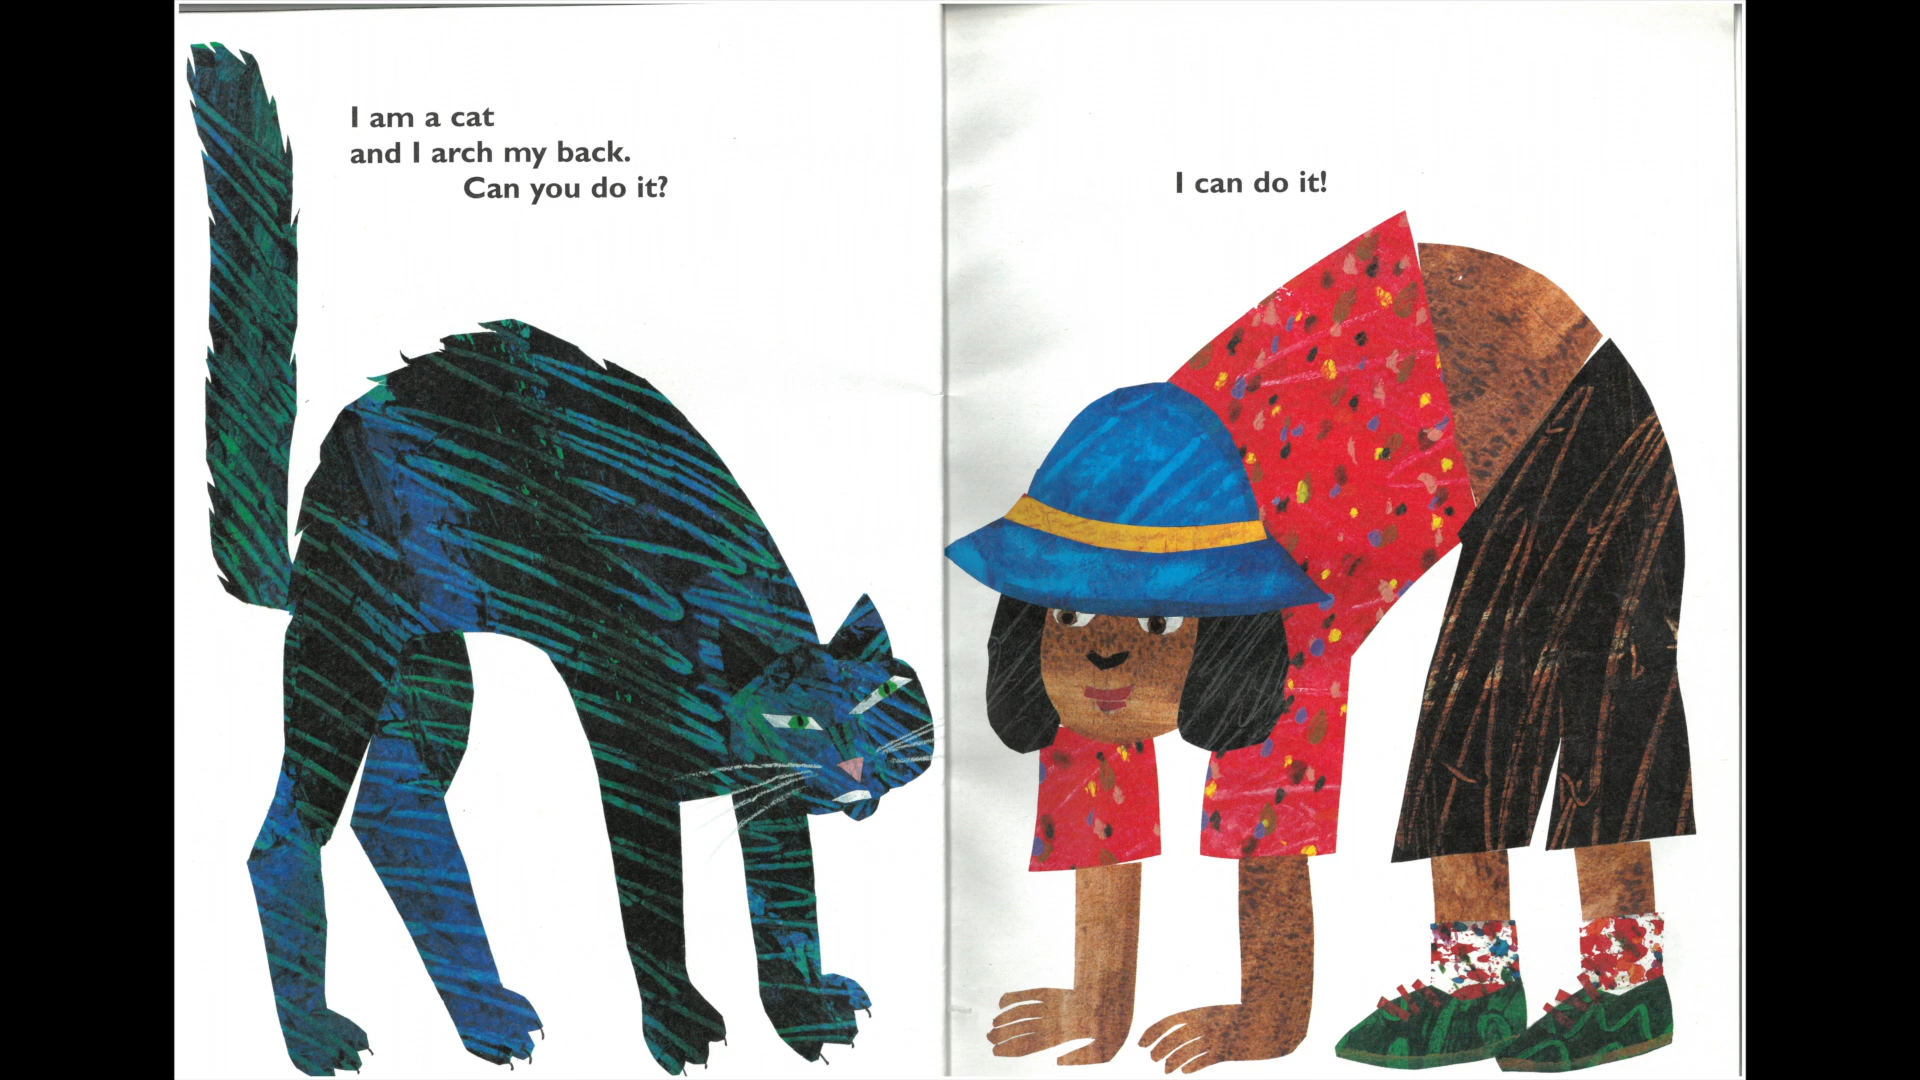 I am a cat
and I arch my back.
Can you do it?
I can do it!